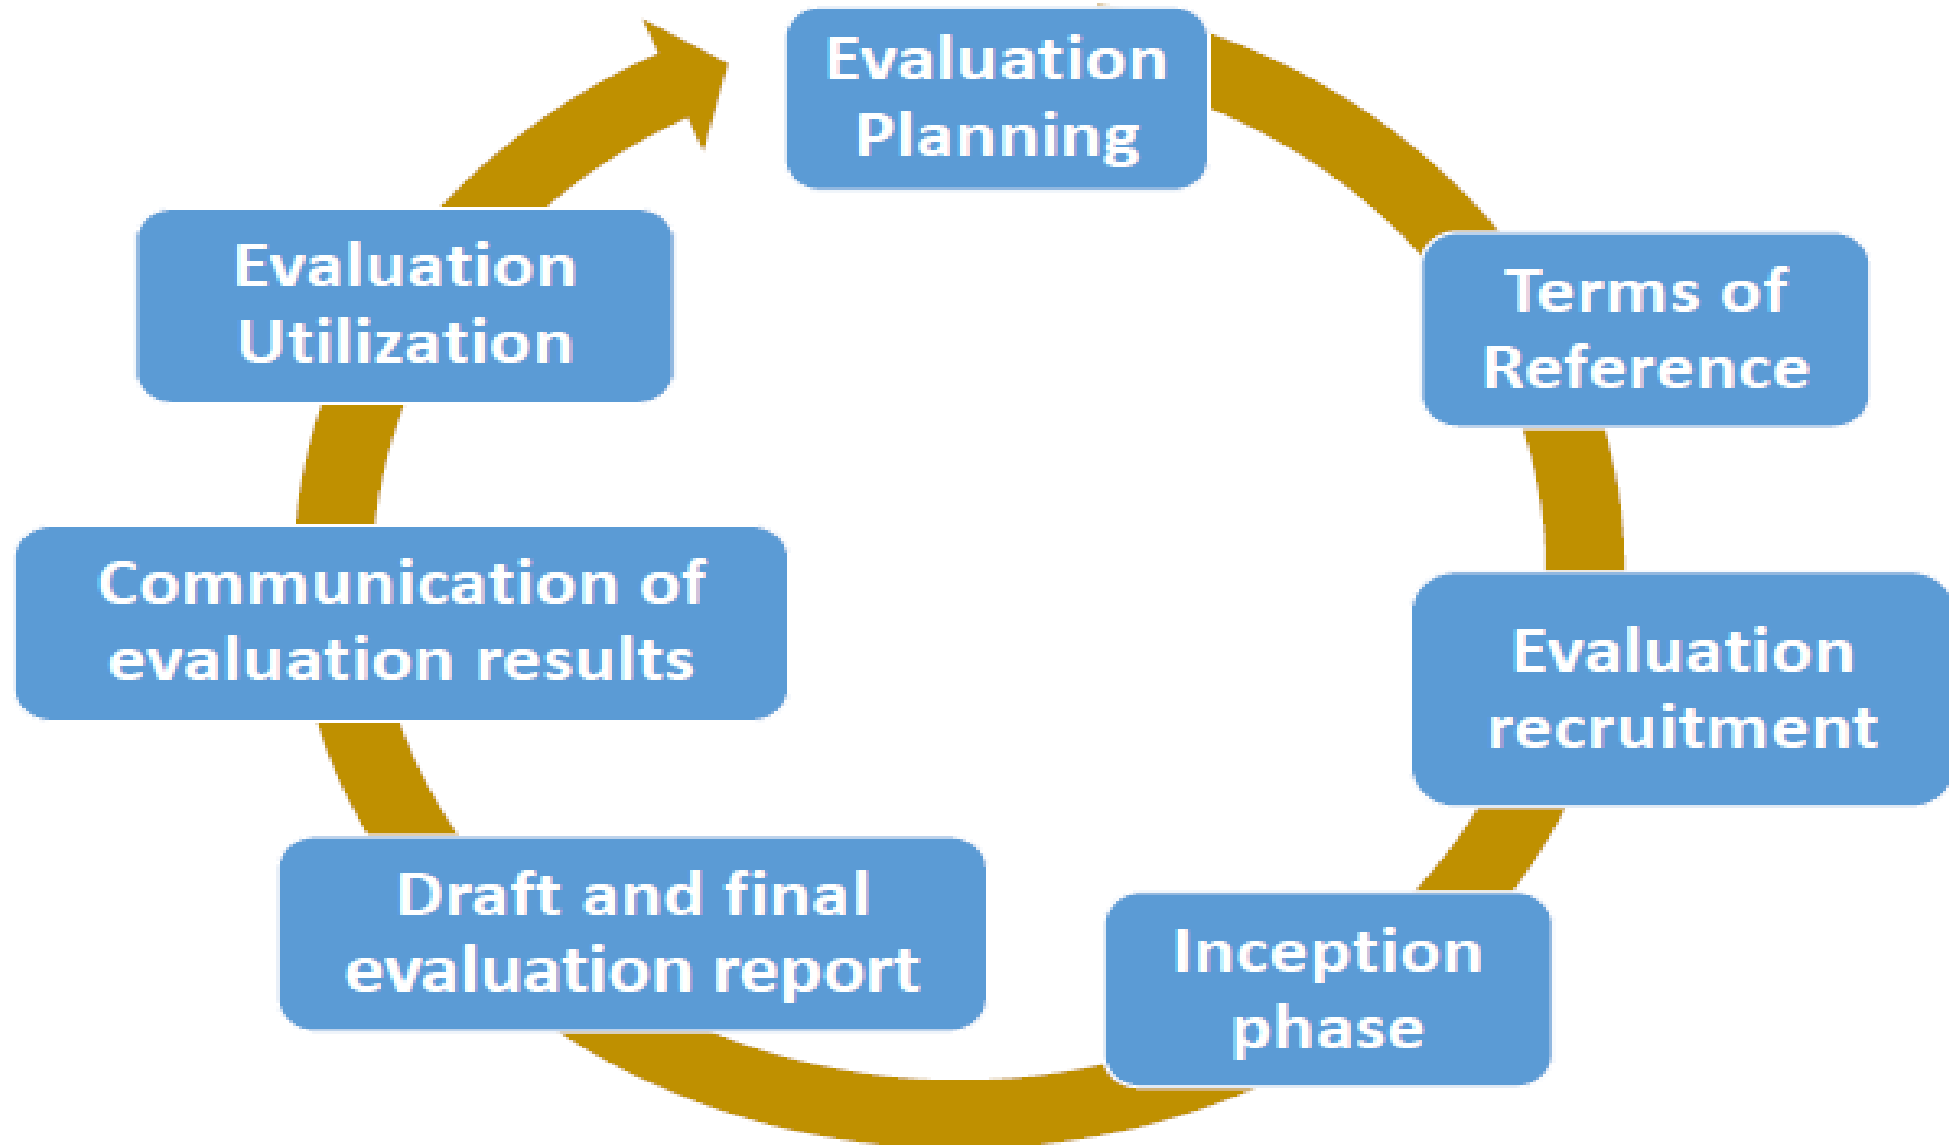 Evaluation
Planning
Terms of
Reference
Evaluation
recruitment
Inception
phase
Draft and final
evaluation report
Communication of
evaluation results
Evaluation
Utilization